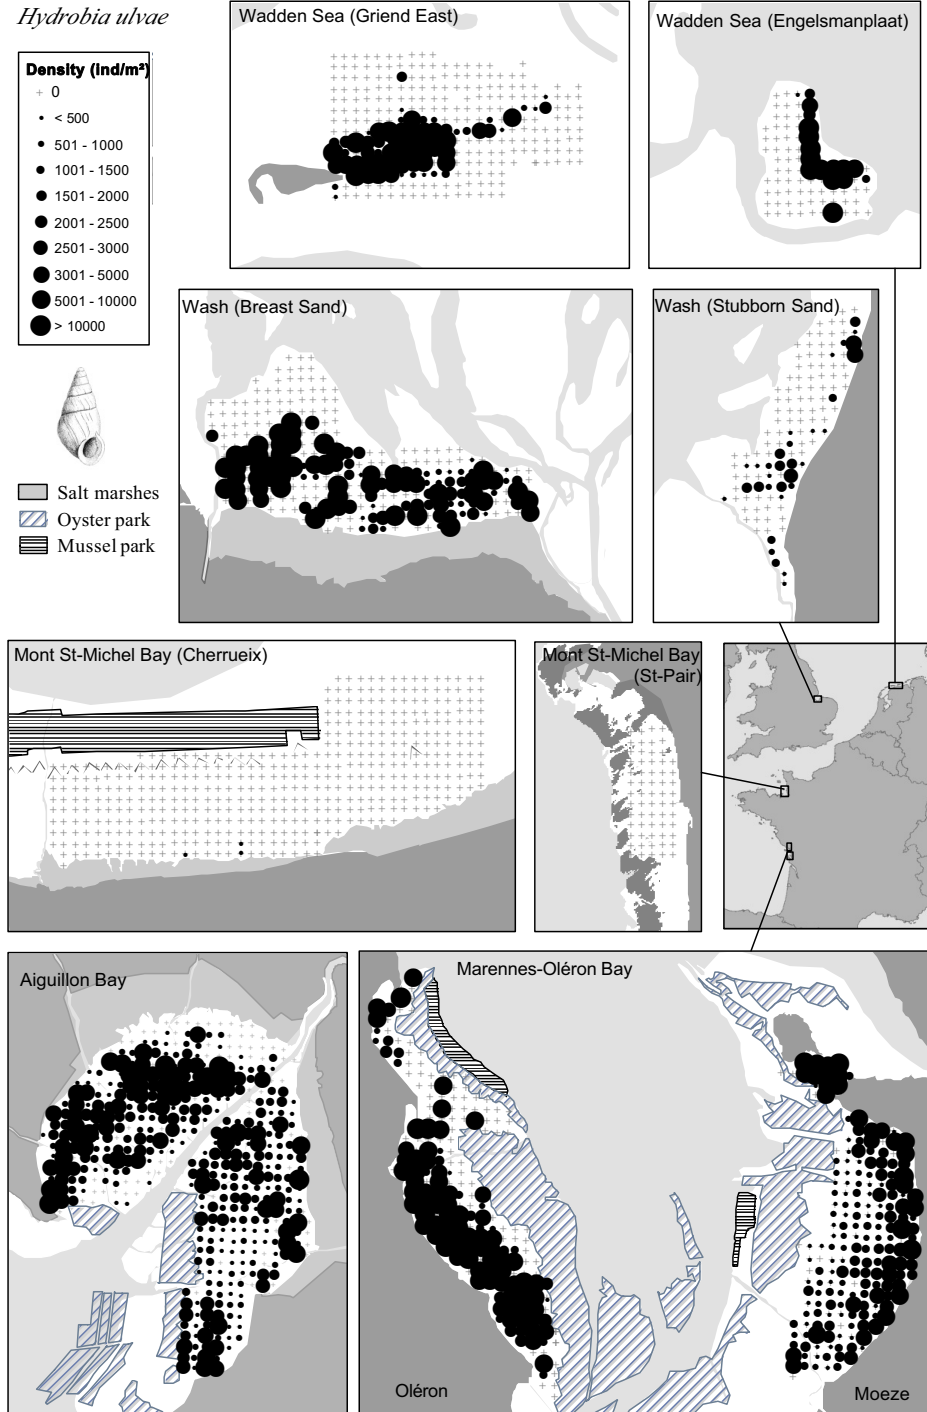 Hydrobia ulvae
Density (ind/m²)
0
< 500
501 - 1000
1001 - 1500
1501 - 2000
2001 - 2500
2501 - 3000
3001 - 5000
5001 - 10000
> 10000
Salt marshes
Oyster park
Mussel park
Wadden Sea (Griend East)
Wadden Sea (Engelsmanplaat)
Wash (Breast Sand)
Wash (Stubborn Sand)
Mont St-Michel Bay (Cherrueix)
Mont St-Michel Bay
(St-Pair)
Aiguillon Bay
Marennes-Oléron Bay
Oléron
Moeze